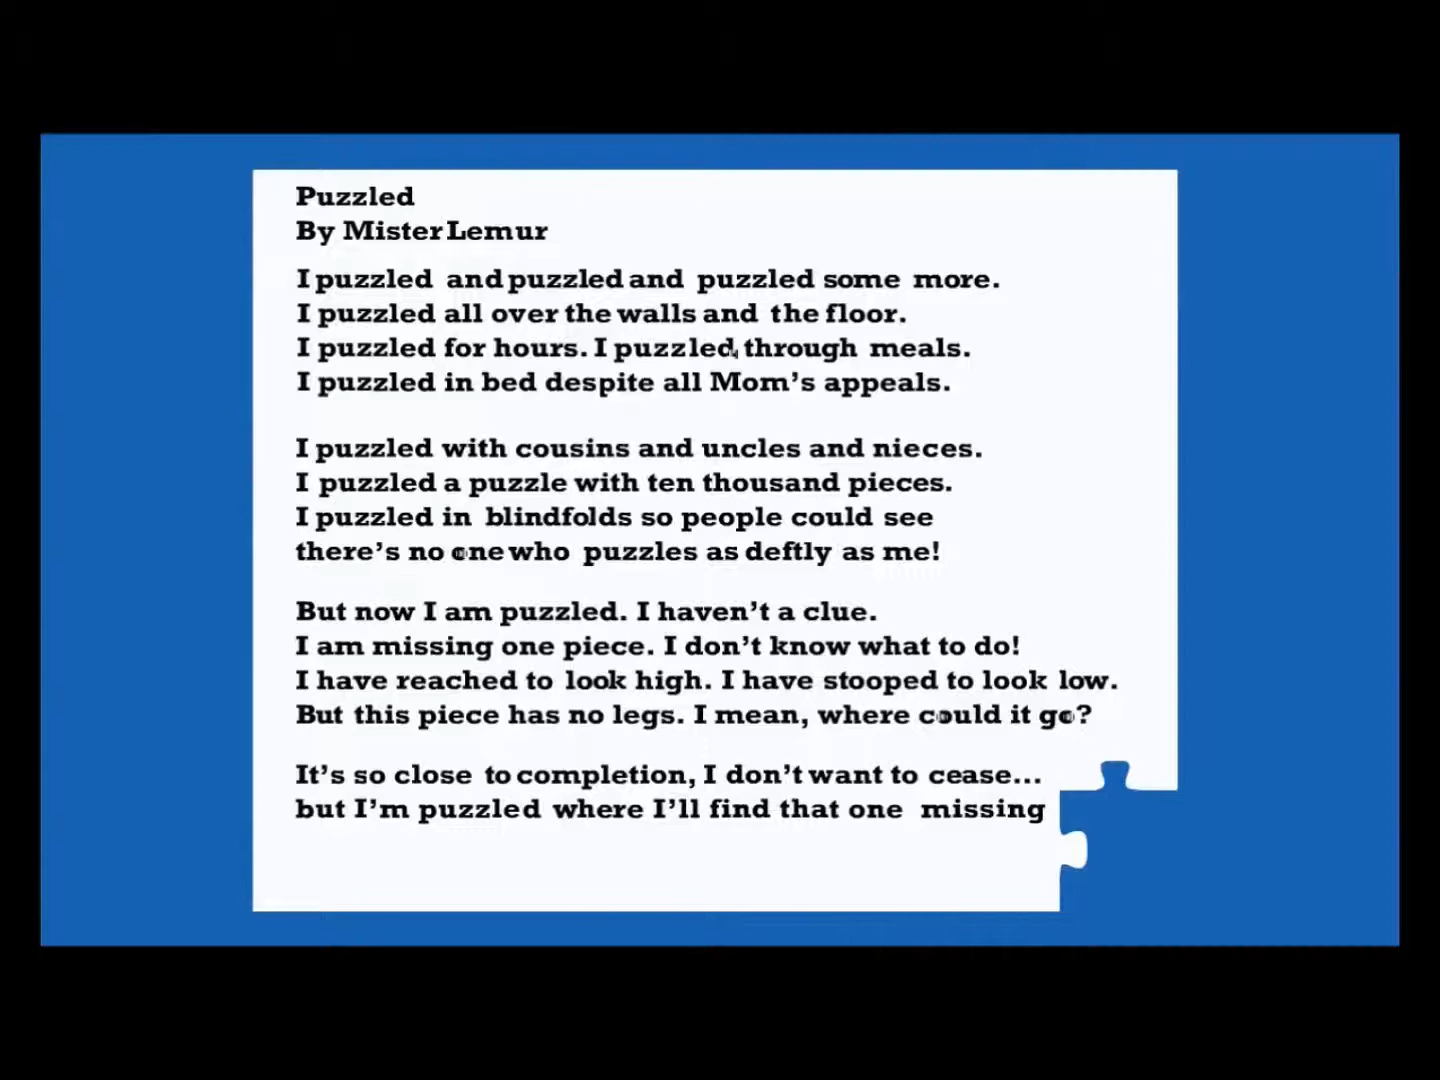 Puzzled
By Mister Lemur
I puzzled and puzzled and puzzled some more.
I puzzled all over the walls and the floor.
I puzzled for hours. I puzzled through meals.
I puzzled in bed despite all Mom's appeals.
I puzzled with cousins and uncles and nieces.
I puzzled a puzzle with ten thousand pieces.
I puzzled in blindfolds so people could see
there's no one who puzzles as deftly as me!
But now I am puzzled. I haven't a clue.
I am missing one piece. I don't know what to do!
I have reached to look high. I have stooped to look low.
But this piece has no legs. I mean, where could it go?
It's so close to completion, I don't want to cease...
but I'm puzzled where I'll find that one missing